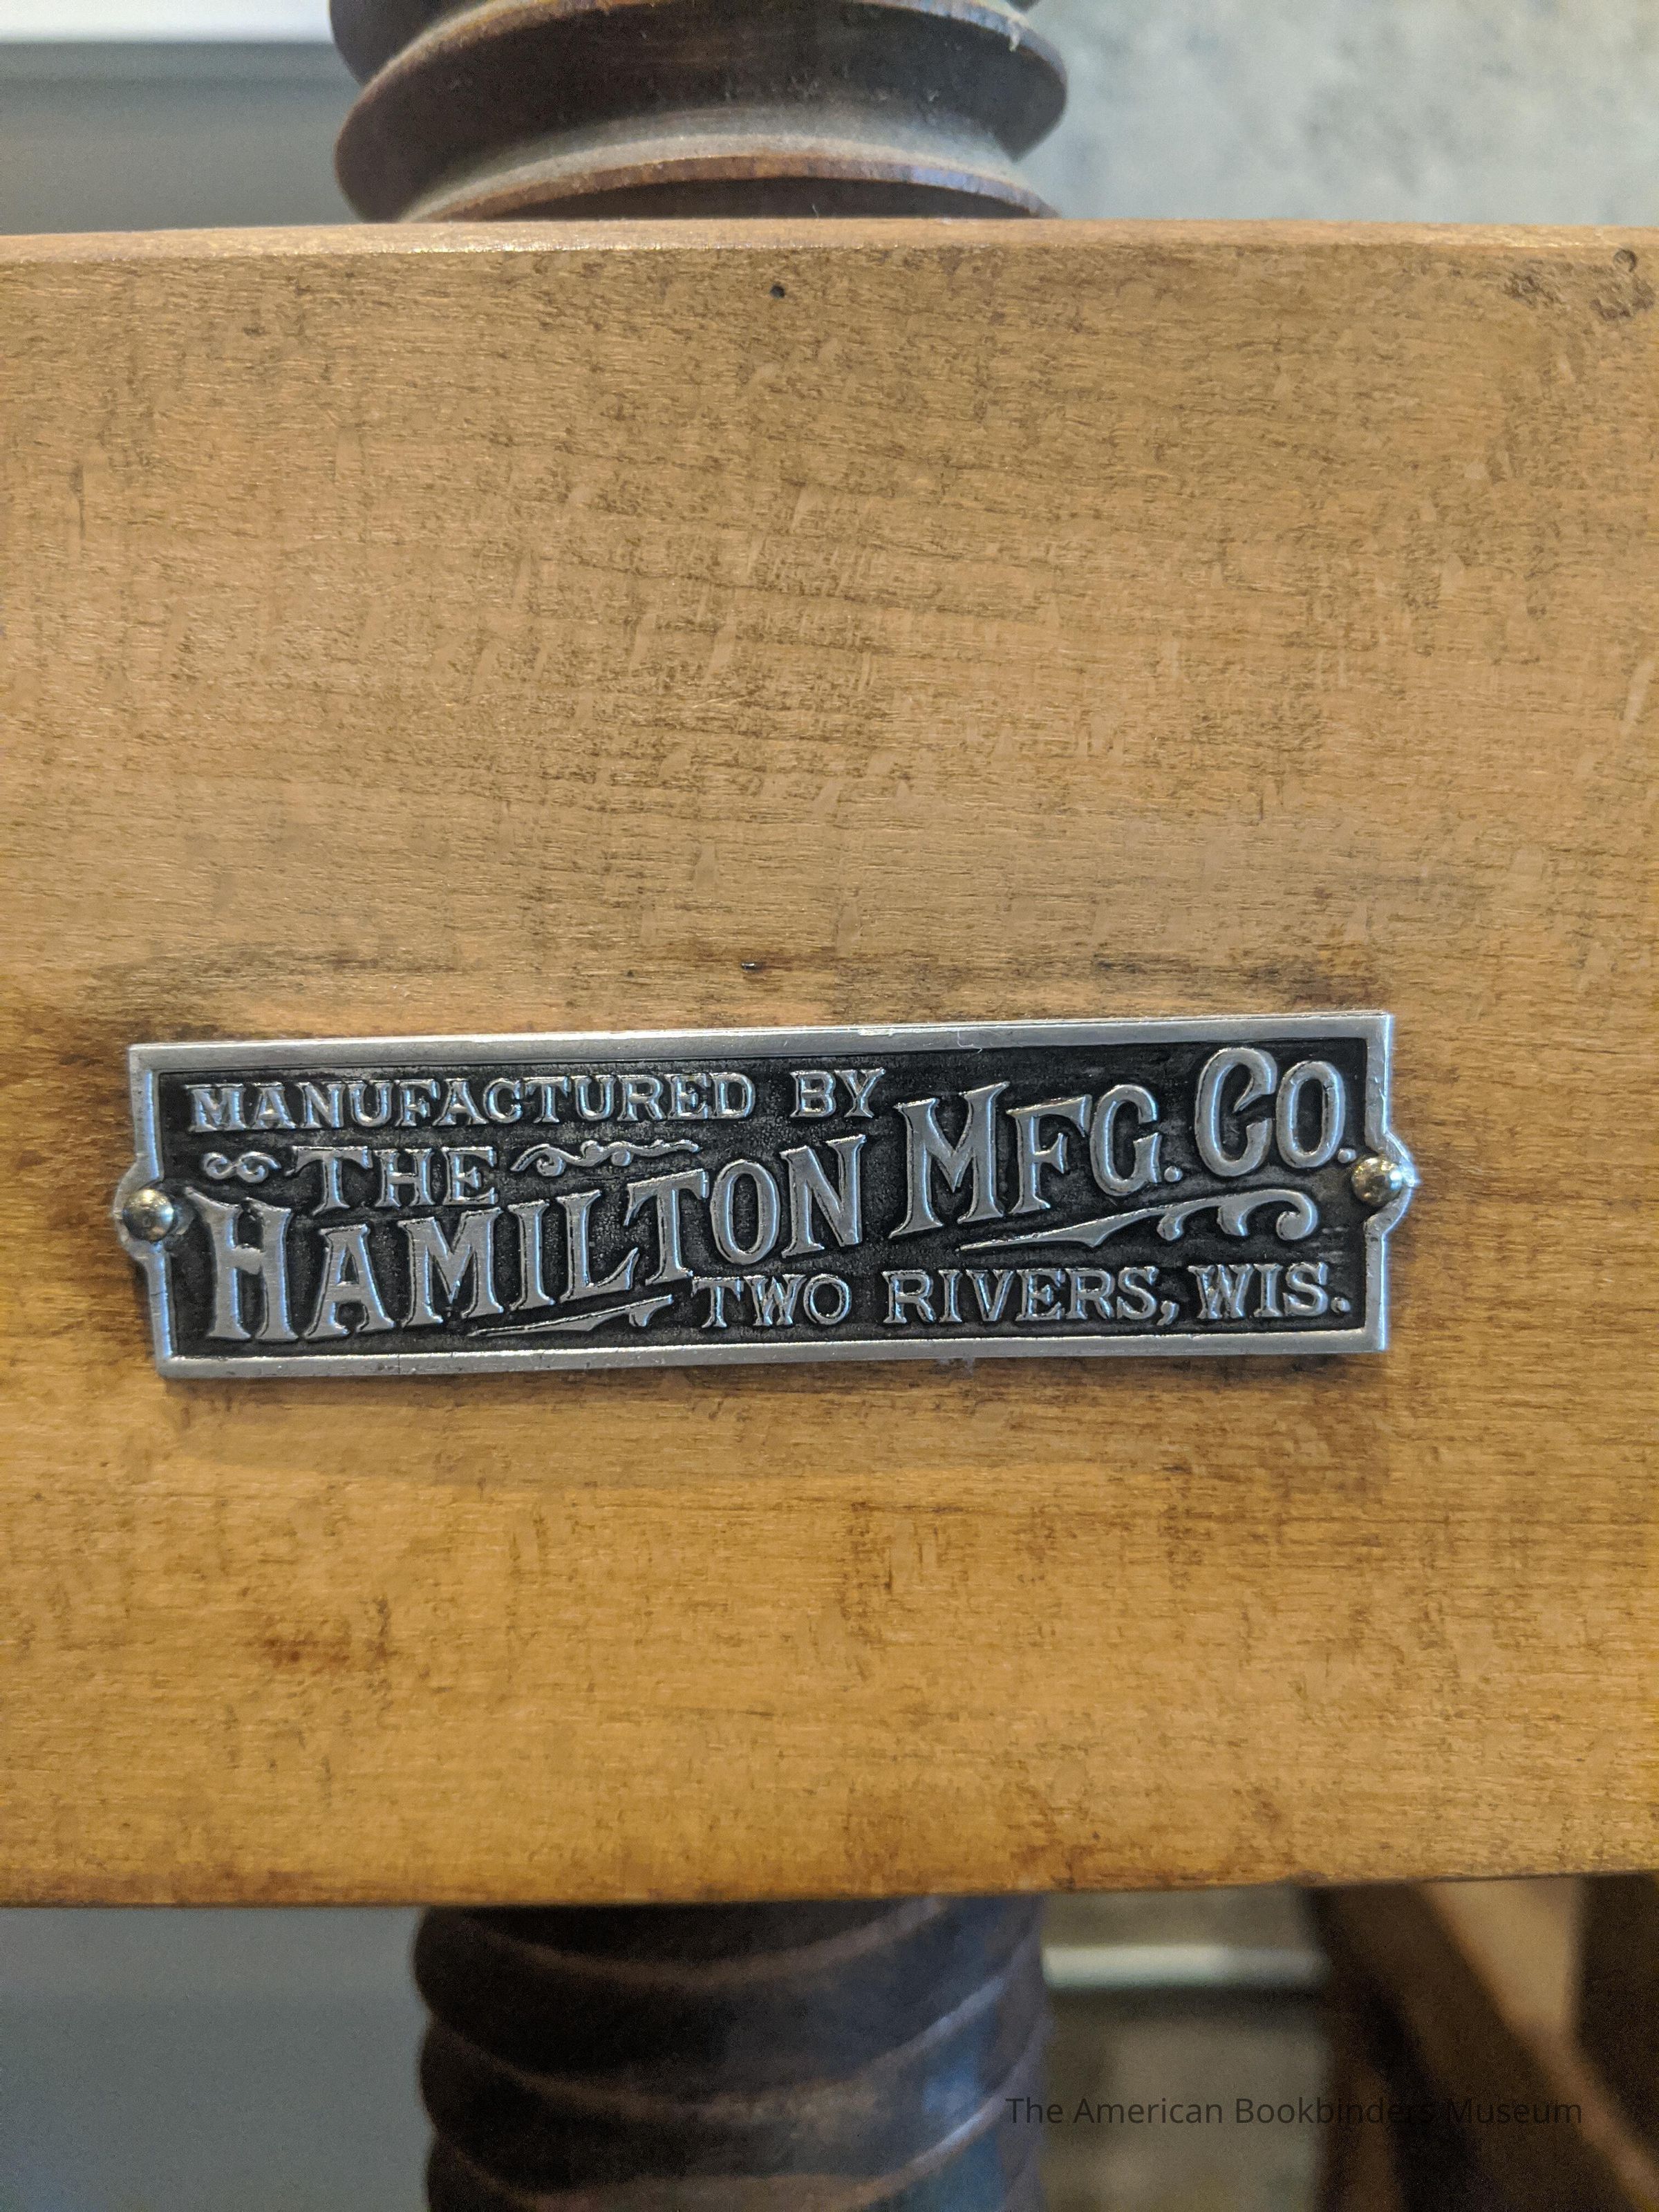 MANUFACTURED BY
THE
HAMILTON MFG. CO.
TWO RIVERS, WIS.
The American Bookbinders Museum